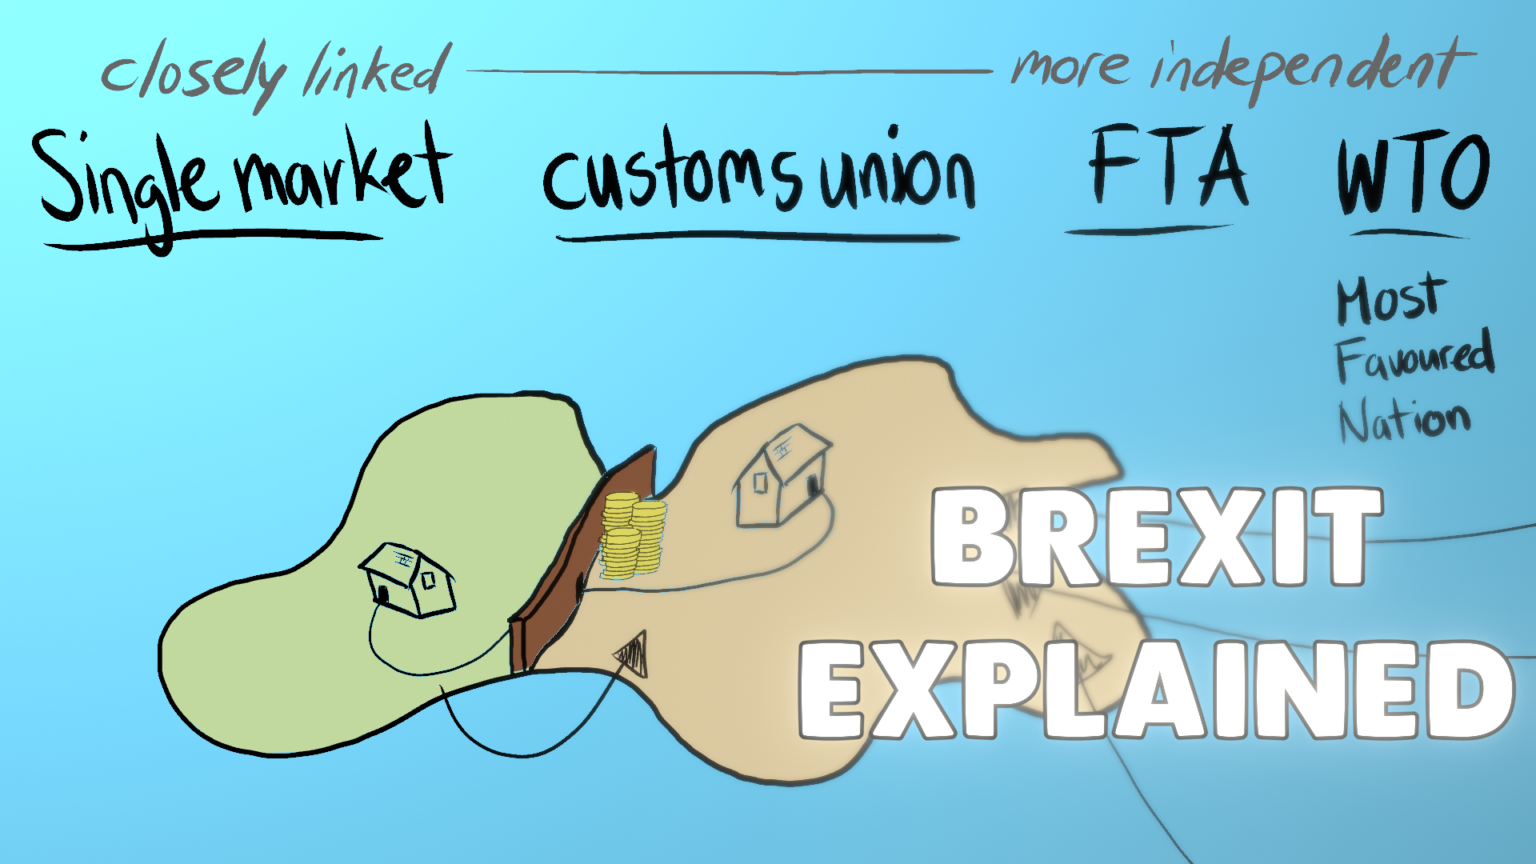 closely linked more independent
Single market customs union FTA WTO
Most
Favoured
Nation
BREXIT
EXPLAINED